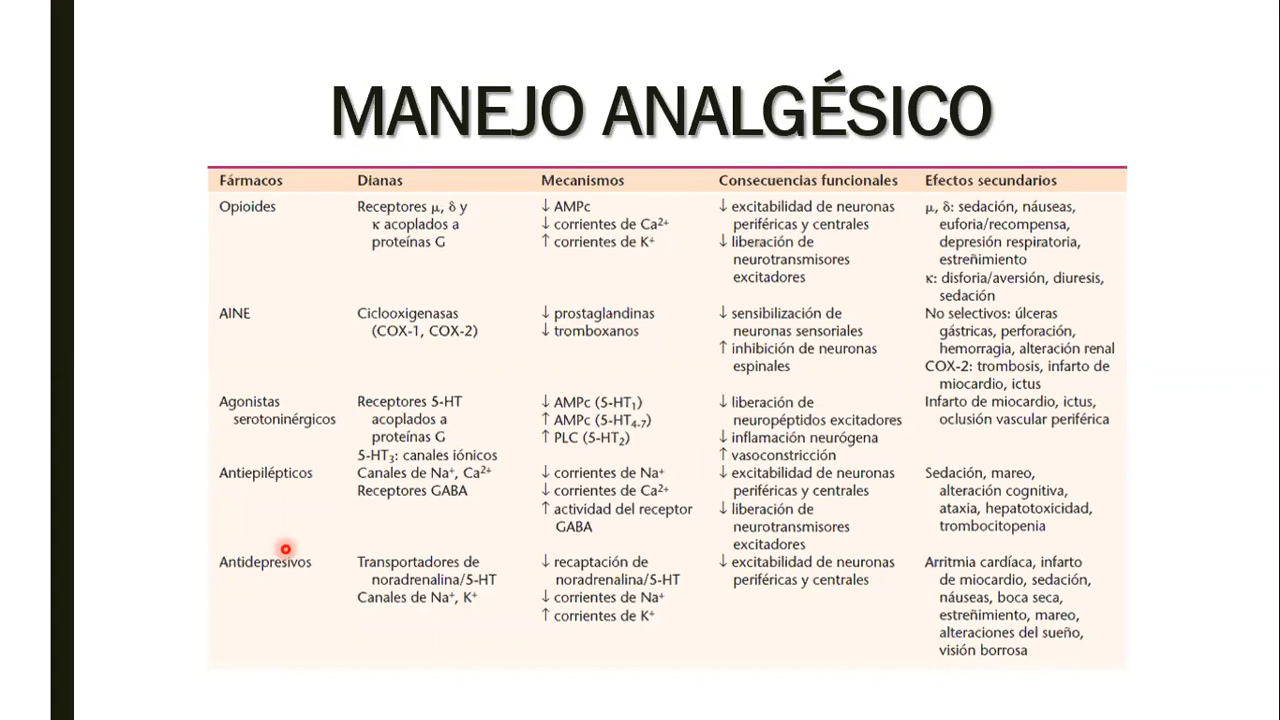 MANEJO ANALGÉSICO
Fármacos Dianas Mecanismos Consecuencias funcionales Efectos secundarios
Opioides
Receptores μ, δ y
κ acoplados a
proteínas G
↓ AMPc
↓ corrientes de Ca²⁺
↑ corrientes de K⁺
↓ excitabilidad de neuronas
periféricas y centrales
↓ liberación de
neurotransmisores
excitadores
μ, δ: sedación, náuseas,
euforia/recompensa,
depresión respiratoria,
estreñimiento
κ: disforia/aversión, diuresis,
sedación
AINE
Ciclooxigenasas
(COX-1, COX-2)
↓ prostaglandinas
↓ tromboxanos
↓ sensibilización de
neuronas sensoriales
↑ inhibición de neuronas
espinales
No selectivos: úlceras
gástricas, perforación,
hemorragia, alteración renal
COX-2: trombosis, infarto de
miocardio, ictus
Agonistas
serotoninérgicos
Receptores 5-HT
acoplados a
proteínas G
5-HT₃: canales iónicos
↓ AMPc (5-HT₁)
↑ AMPc (5-HT₄₋₇)
↑ PLC (5-HT₂)
↓ liberación de
neuropéptidos excitadores
↓ inflamación neurógena
↑ vasoconstricción
Infarto de miocardio, ictus,
oclusión vascular periférica
Antiepilépticos
Canales de Na⁺, Ca²⁺
Receptores GABA
↓ corrientes de Na⁺
↓ corrientes de Ca²⁺
↑ actividad del receptor
GABA
↓ excitabilidad de neuronas
periféricas y centrales
↓ liberación de
neurotransmisores
excitadores
Sedación, mareo,
alteración cognitiva,
ataxia, hepatotoxicidad,
trombocitopenia
Antidepresivos
Transportadores de
noradrenalina/5-HT
Canales de Na⁺, K⁺
↓ recaptación de
noradrenalina/5-HT
↓ corrientes de Na⁺
↑ corrientes de K⁺
↓ excitabilidad de neuronas
periféricas y centrales
Arritmia cardíaca, infarto
de miocardio, sedación,
náuseas, boca seca,
estreñimiento, mareo,
alteraciones del sueño,
visión borrosa